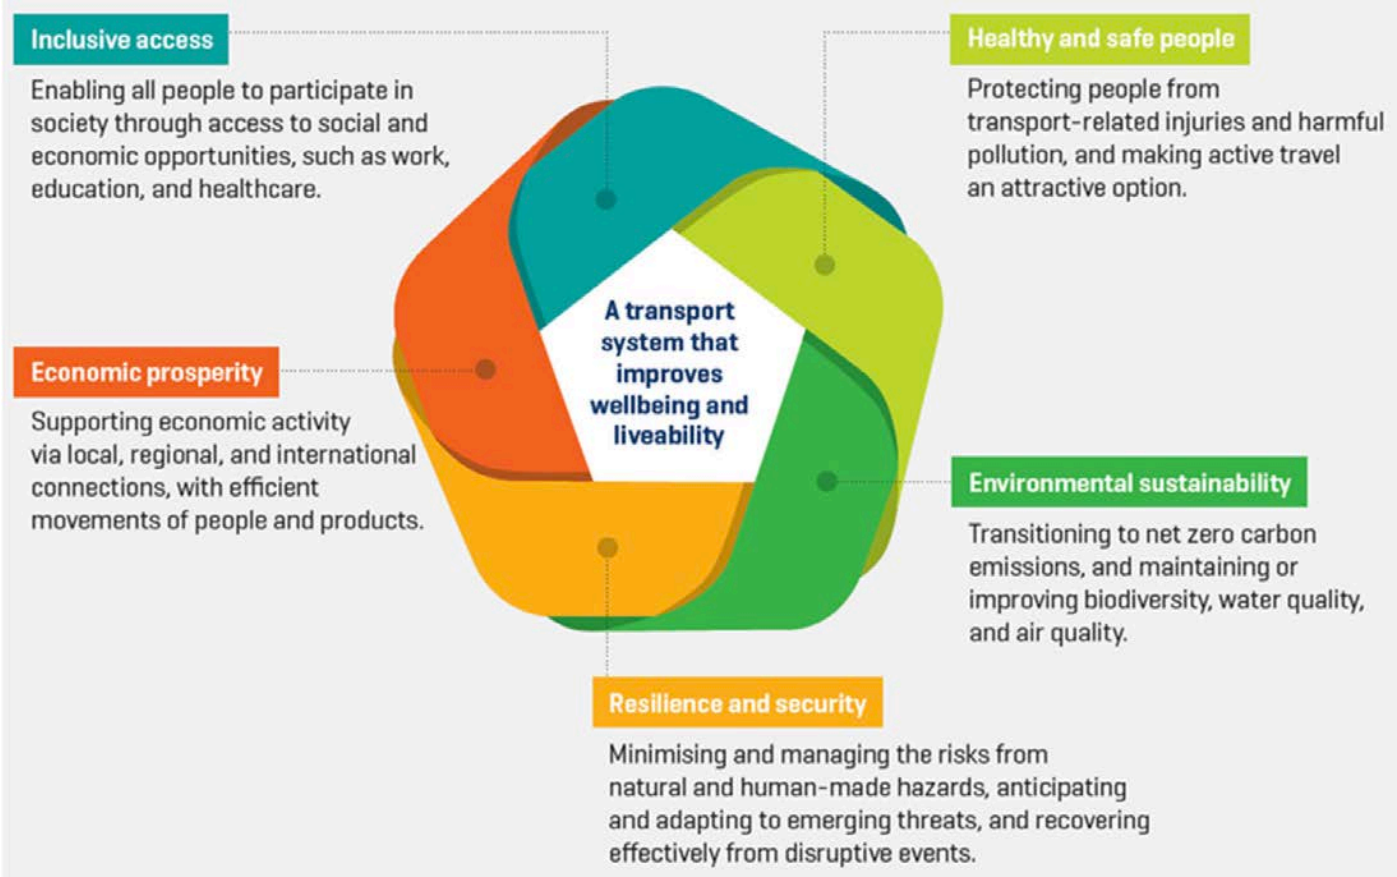 Inclusive access
Enabling all people to participate in
society through access to social and
economic opportunities, such as work,
education, and healthcare.
Healthy and safe people
Protecting people from
transport-related injuries and harmful
pollution, and making active travel
an attractive option.
A transport
system that
improves
wellbeing and
liveability
Economic prosperity
Supporting economic activity
via local, regional, and international
connections, with efficient
movements of people and products.
Environmental sustainability
Transitioning to net zero carbon
emissions, and maintaining or
improving biodiversity, water quality,
and air quality.
Resilience and security
Minimising and managing the risks from
natural and human-made hazards, anticipating
and adapting to emerging threats, and recovering
effectively from disruptive events.